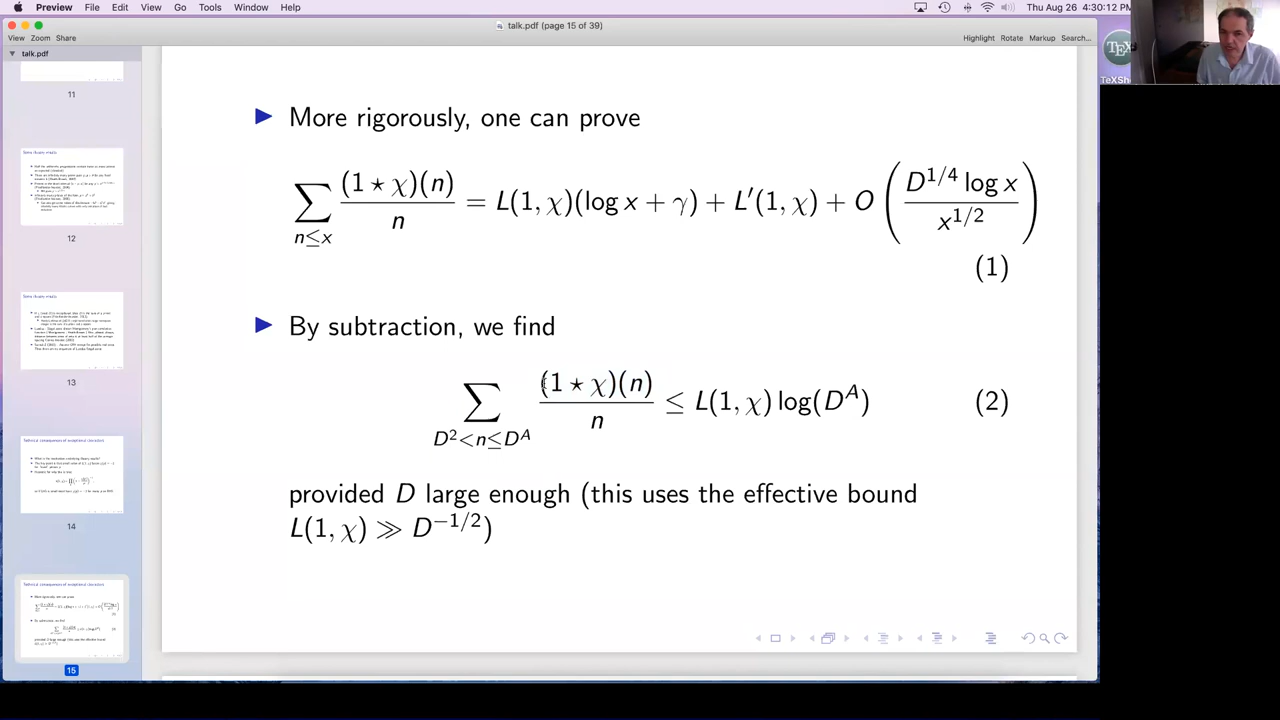 Preview File Edit View Go Tools Window Help Thu Aug 26 4:30:12 PM
talk.pdf (page 15 of 39)
View Zoom Share Highlight Rotate Markup Search...
talk.pdf
TEX
TeXSh
11
12
13
14
15
► More rigorously, one can prove
∑_{n≤x} (1 ⋆ χ)(n)/n = L(1, χ)(log x + γ) + L′(1, χ) + O(D^{1/4} log x / x^{1/2})
(1)
► By subtraction, we find
∑_{D^2<n≤D^A} (1 ⋆ χ)(n)/n ≤ L(1, χ) log(D^A) (2)
provided D large enough (this uses the effective bound
L(1, χ) ≫ D^{−1/2})